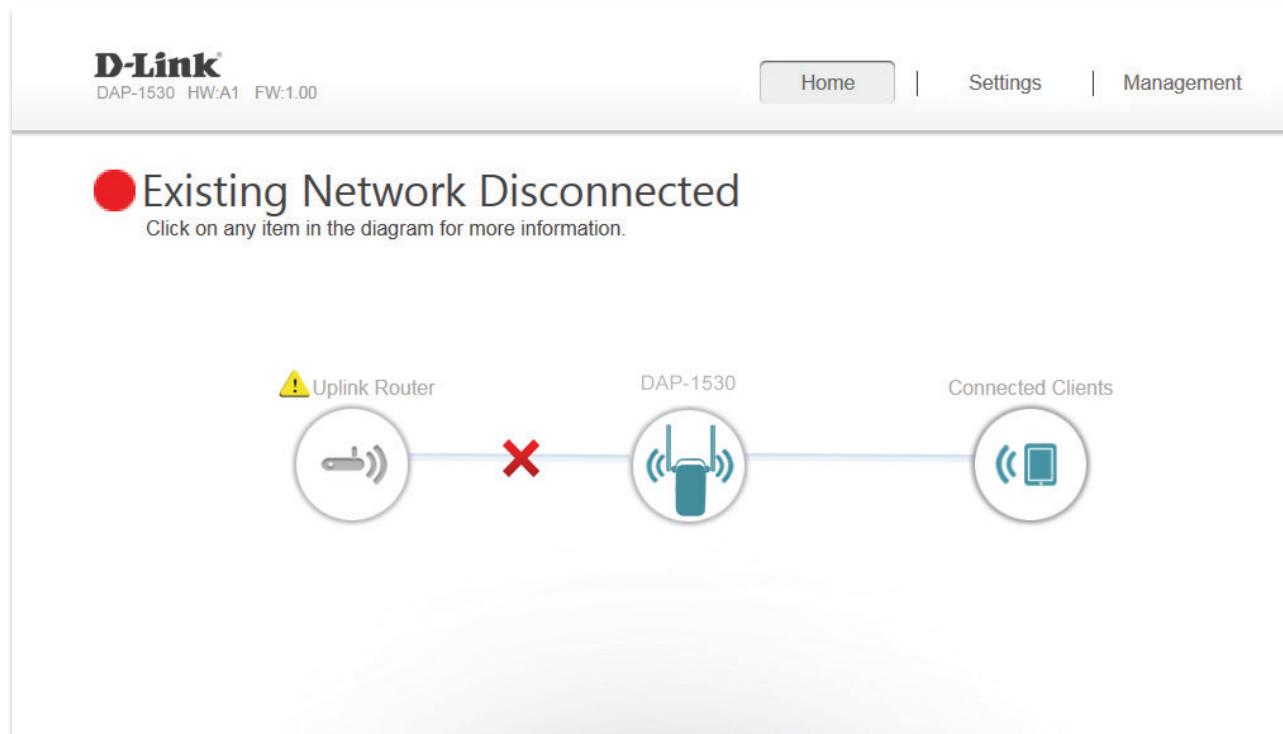 D-Link
DAP-1530 HW:A1 FW:1.00
Home | Settings | Management
Existing Network Disconnected
Click on any item in the diagram for more information.
Uplink Router
DAP-1530
Connected Clients